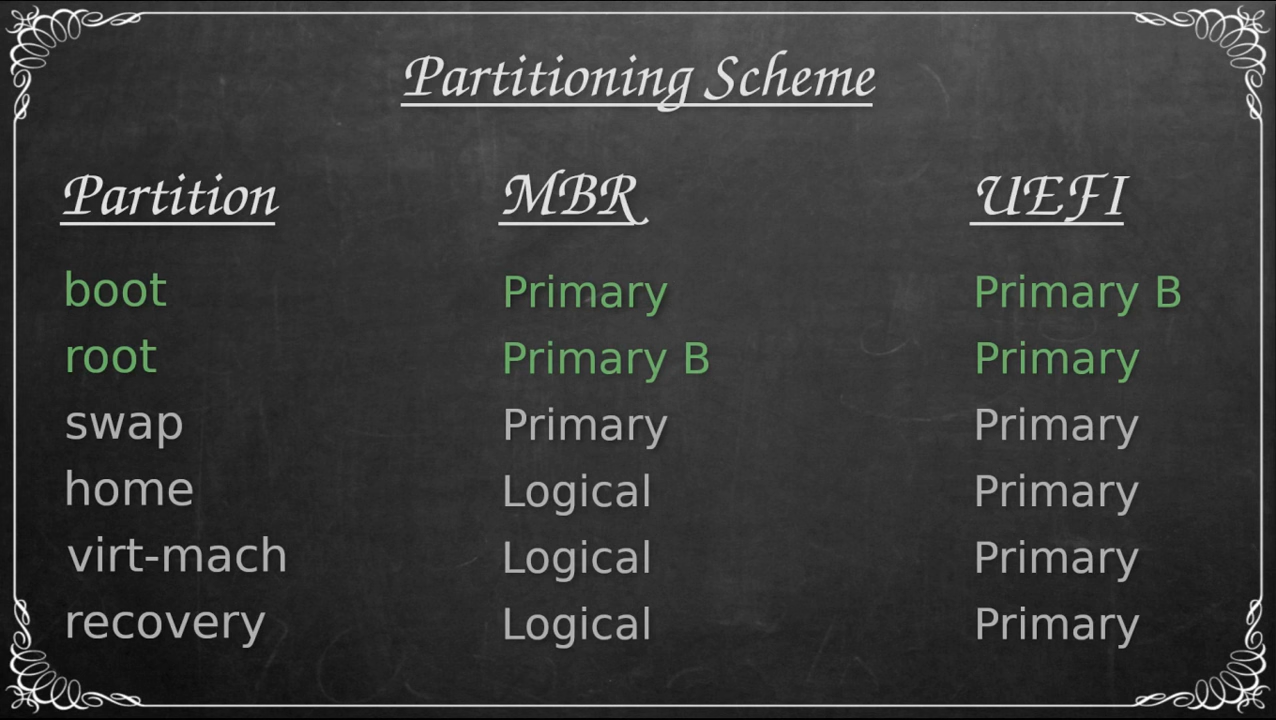 Partitioning Scheme
Partition MBR UEFI
boot Primary Primary B
root Primary B Primary
swap Primary Primary
home Logical Primary
virt-mach Logical Primary
recovery Logical Primary